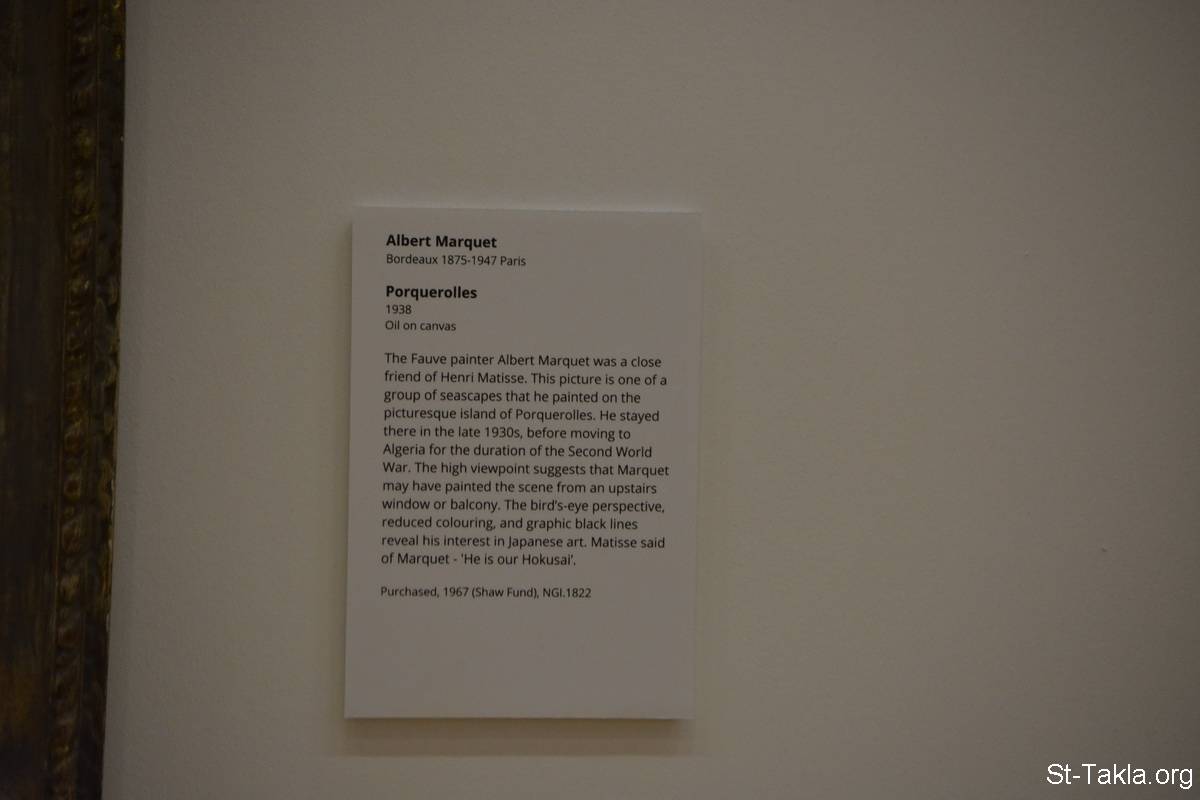 Albert Marquet
Bordeaux 1875-1947 Paris
Porquerolles
1938
Oil on canvas
The Fauve painter Albert Marquet was a close
friend of Henri Matisse. This picture is one of a
group of seascapes that he painted on the
picturesque island of Porquerolles. He stayed
there in the late 1930s, before moving to
Algeria for the duration of the Second World
War. The high viewpoint suggests that Marquet
may have painted the scene from an upstairs
window or balcony. The bird's-eye perspective,
reduced colouring, and graphic black lines
reveal his interest in Japanese art. Matisse said
of Marquet - 'He is our Hokusai'.
Purchased, 1967 (Shaw Fund), NGI.1822
St-Takla.org